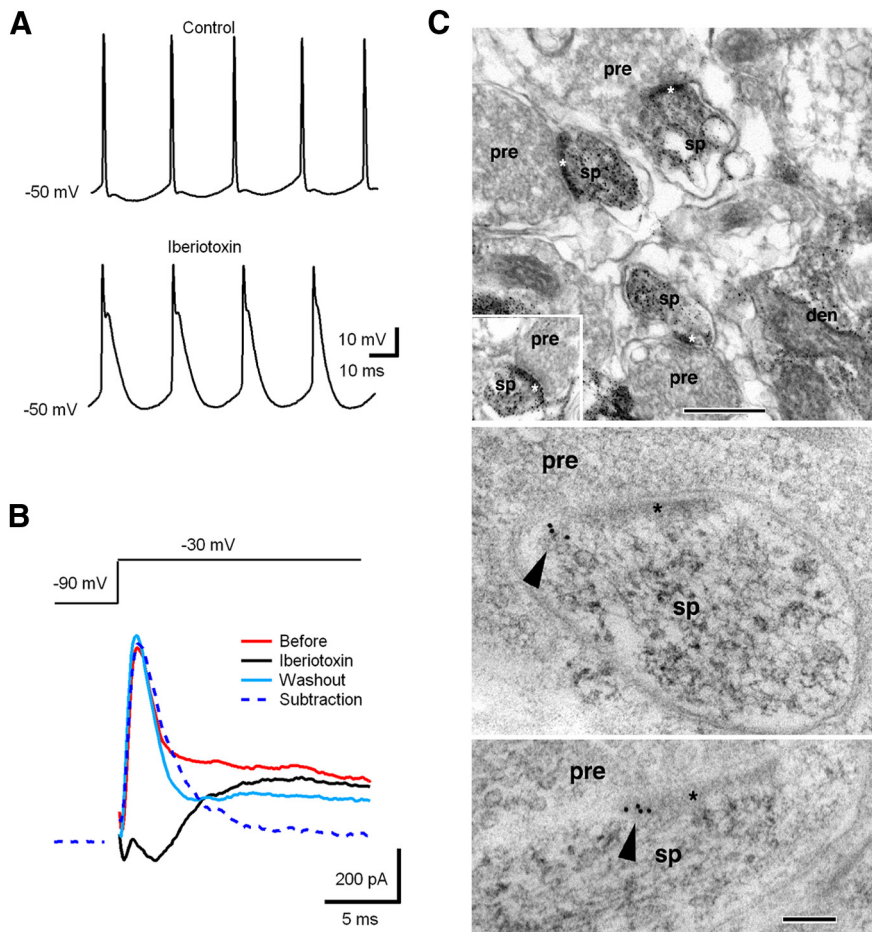 A
Control
-50 mV
Iberiotoxin
10 mV
10 ms
-50 mV
B
-30 mV
-90 mV
Before
Iberiotoxin
Washout
Subtraction
200 pA
5 ms
C
pre
*
sp
pre
*
sp
sp
den
*
pre
pre
sp
*
pre
*
sp
pre
*
sp